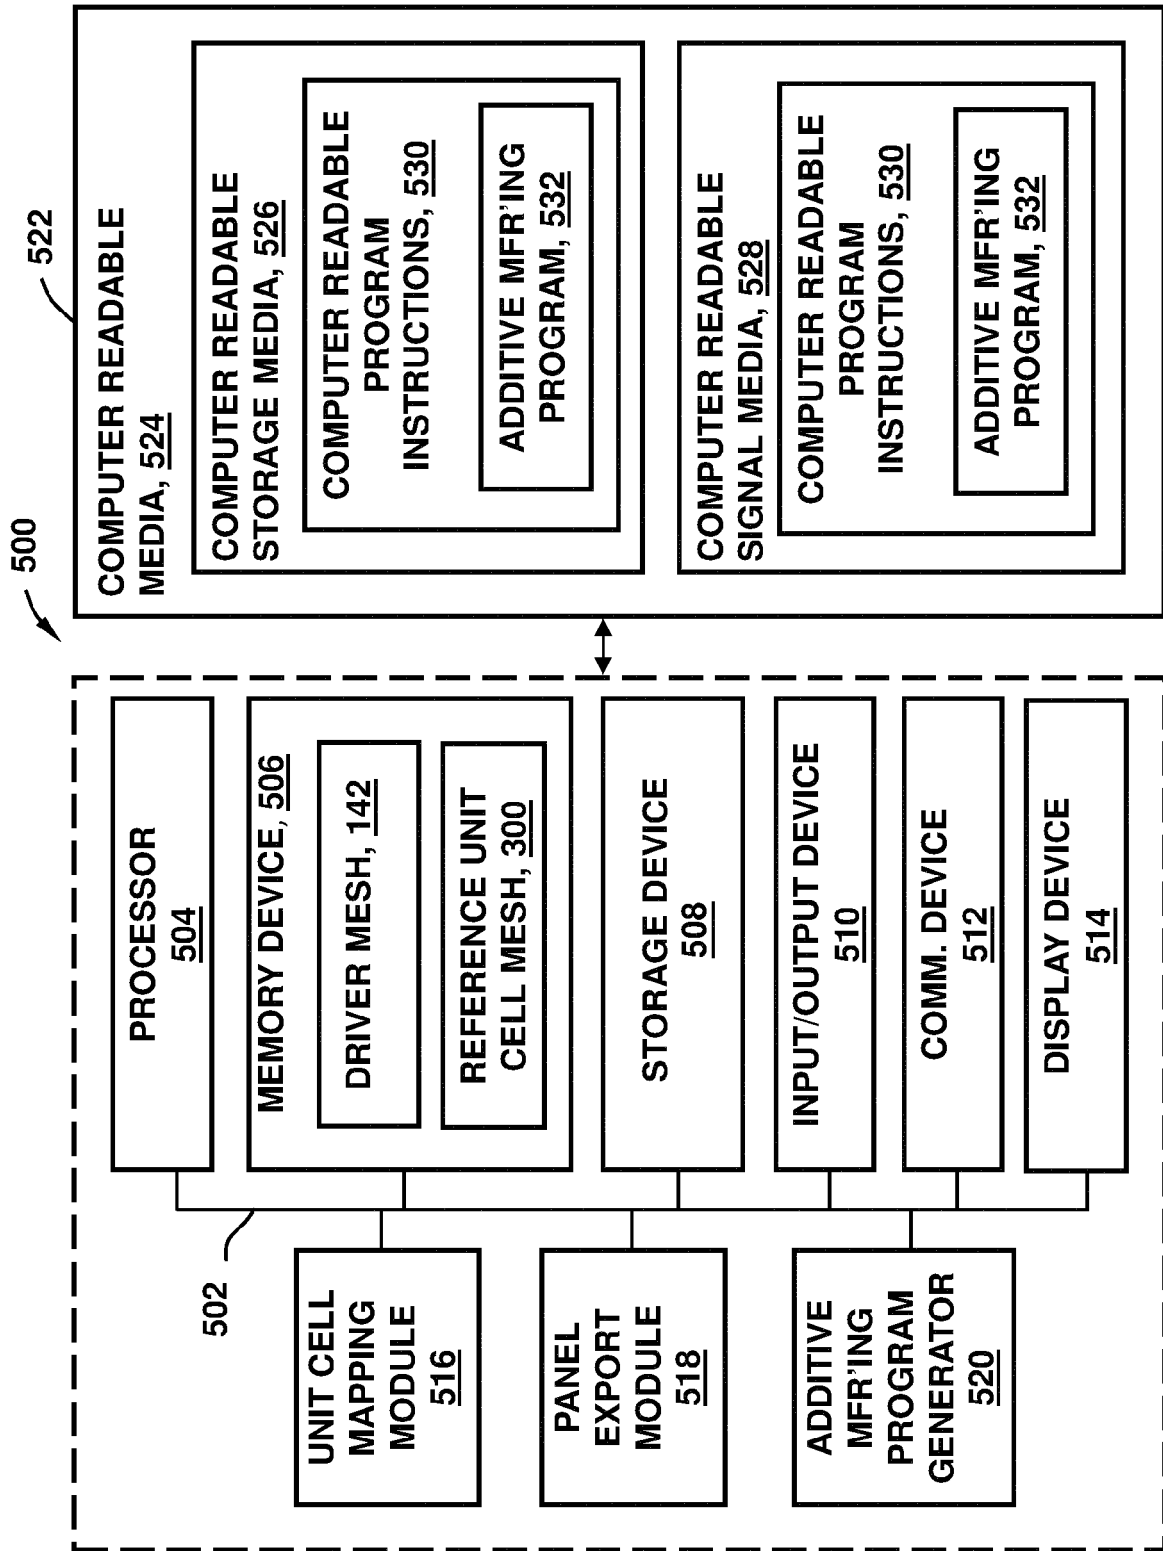 500
522
502
PROCESSOR
504
MEMORY DEVICE, 506
DRIVER MESH, 142
REFERENCE UNIT
CELL MESH, 300
STORAGE DEVICE
508
INPUT/OUTPUT DEVICE
510
COMM. DEVICE
512
DISPLAY DEVICE
514
UNIT CELL
MAPPING
MODULE
516
PANEL
EXPORT
MODULE
518
ADDITIVE
MFR'ING
PROGRAM
GENERATOR
520
COMPUTER READABLE
MEDIA, 524
COMPUTER READABLE
STORAGE MEDIA, 526
COMPUTER READABLE
PROGRAM
INSTRUCTIONS, 530
ADDITIVE MFR'ING
PROGRAM, 532
COMPUTER READABLE
SIGNAL MEDIA, 528
COMPUTER READABLE
PROGRAM
INSTRUCTIONS, 530
ADDITIVE MFR'ING
PROGRAM, 532